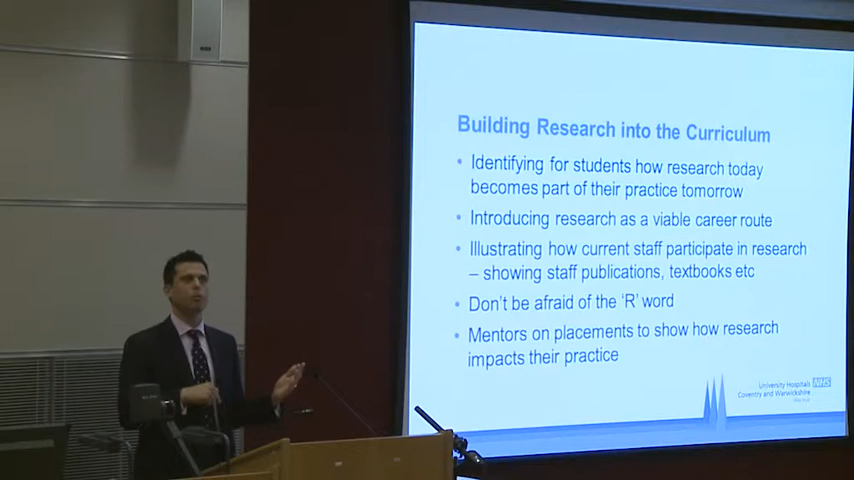 Building Research into the Curriculum
• Identifying for students how research today
becomes part of their practice tomorrow
• Introducing research as a viable career route
• Illustrating how current staff participate in research
– showing staff publications, textbooks etc
• Don't be afraid of the 'R' word
• Mentors on placements to show how research
impacts their practice
University Hospitals NHS
Coventry and Warwickshire